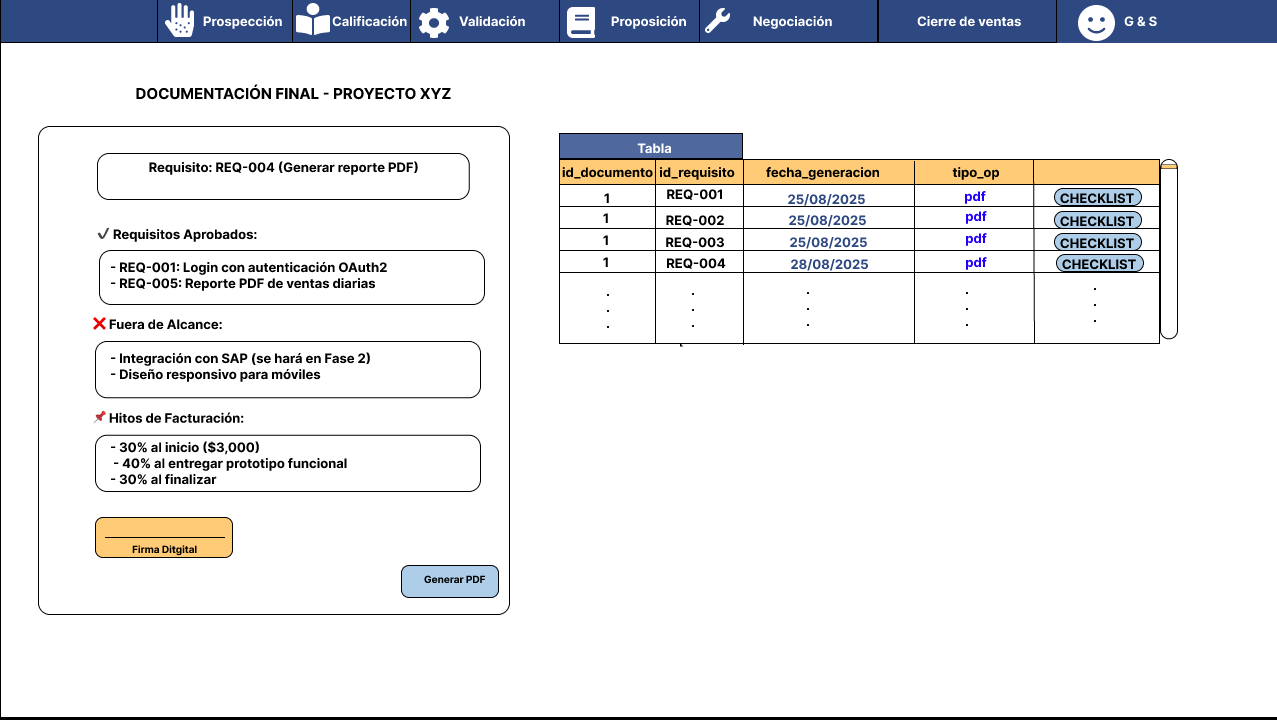 Prospección Calificación Validación Proposición Negociación Cierre de ventas G & S
DOCUMENTACIÓN FINAL - PROYECTO XYZ
Requisito: REQ-004 (Generar reporte PDF)
Requisitos Aprobados:
- REQ-001: Login con autenticación OAuth2
- REQ-005: Reporte PDF de ventas diarias
Fuera de Alcance:
- Integración con SAP (se hará en Fase 2)
- Diseño responsivo para móviles
Hitos de Facturación:
- 30% al inicio ($3,000)
- 40% al entregar prototipo funcional
- 30% al finalizar
Firma Ditgital
Generar PDF
Tabla
id_documento id_requisito fecha_generacion tipo_op
1 REQ-001 25/08/2025 pdf CHECKLIST
1 REQ-002 25/08/2025 pdf CHECKLIST
1 REQ-003 25/08/2025 pdf CHECKLIST
1 REQ-004 28/08/2025 pdf CHECKLIST
. . . . .
. . . . .
. . . . .